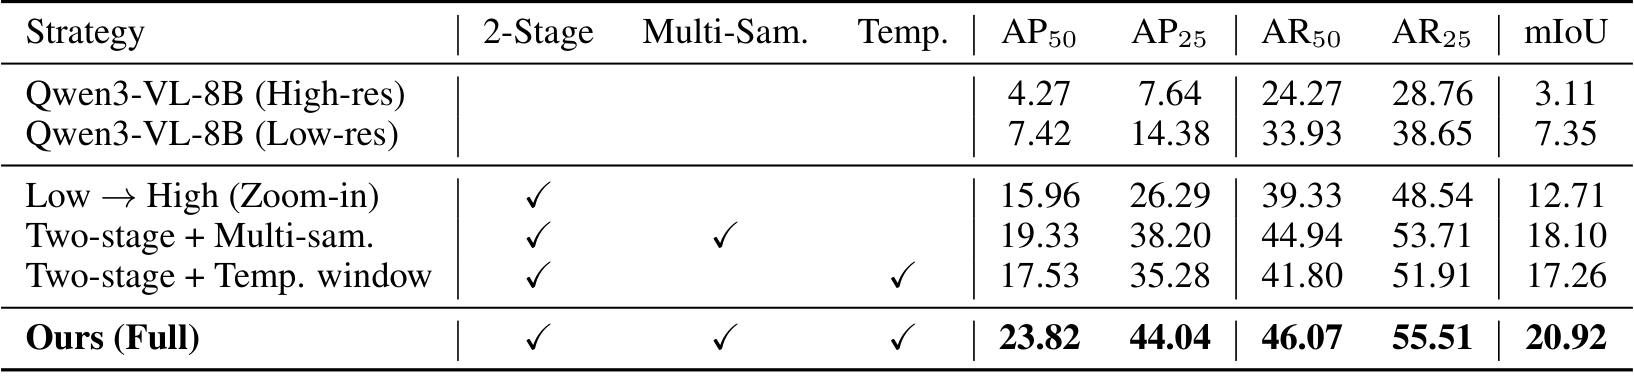 Strategy 2-Stage Multi-Sam. Temp. AP50 AP25 AR50 AR25 mIoU
Qwen3-VL-8B (High-res) 4.27 7.64 24.27 28.76 3.11
Qwen3-VL-8B (Low-res) 7.42 14.38 33.93 38.65 7.35
Low → High (Zoom-in) ✓ 15.96 26.29 39.33 48.54 12.71
Two-stage + Multi-sam. ✓ ✓ 19.33 38.20 44.94 53.71 18.10
Two-stage + Temp. window ✓ ✓ 17.53 35.28 41.80 51.91 17.26
Ours (Full) ✓ ✓ ✓ 23.82 44.04 46.07 55.51 20.92